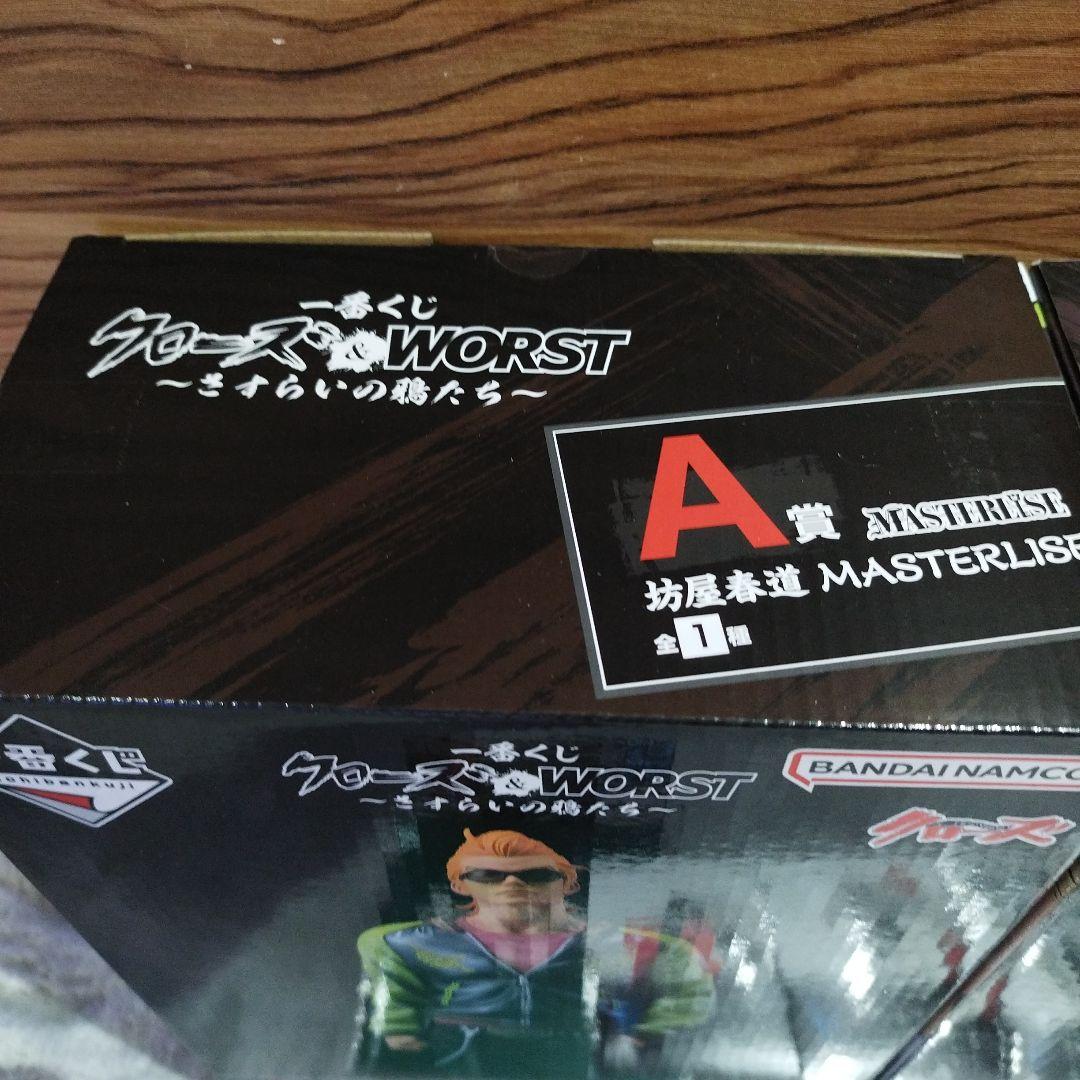 一番くじ
クローズ&WORST
～さすらいの鴉たち～
A賞 MASTERLISE
坊屋春道 MASTERLISE
全1種
番くじ
ichibankuji
一番くじ
クローズ&WORST
～さすらいの鴉たち～
BANDAI NAMCO
クローズ